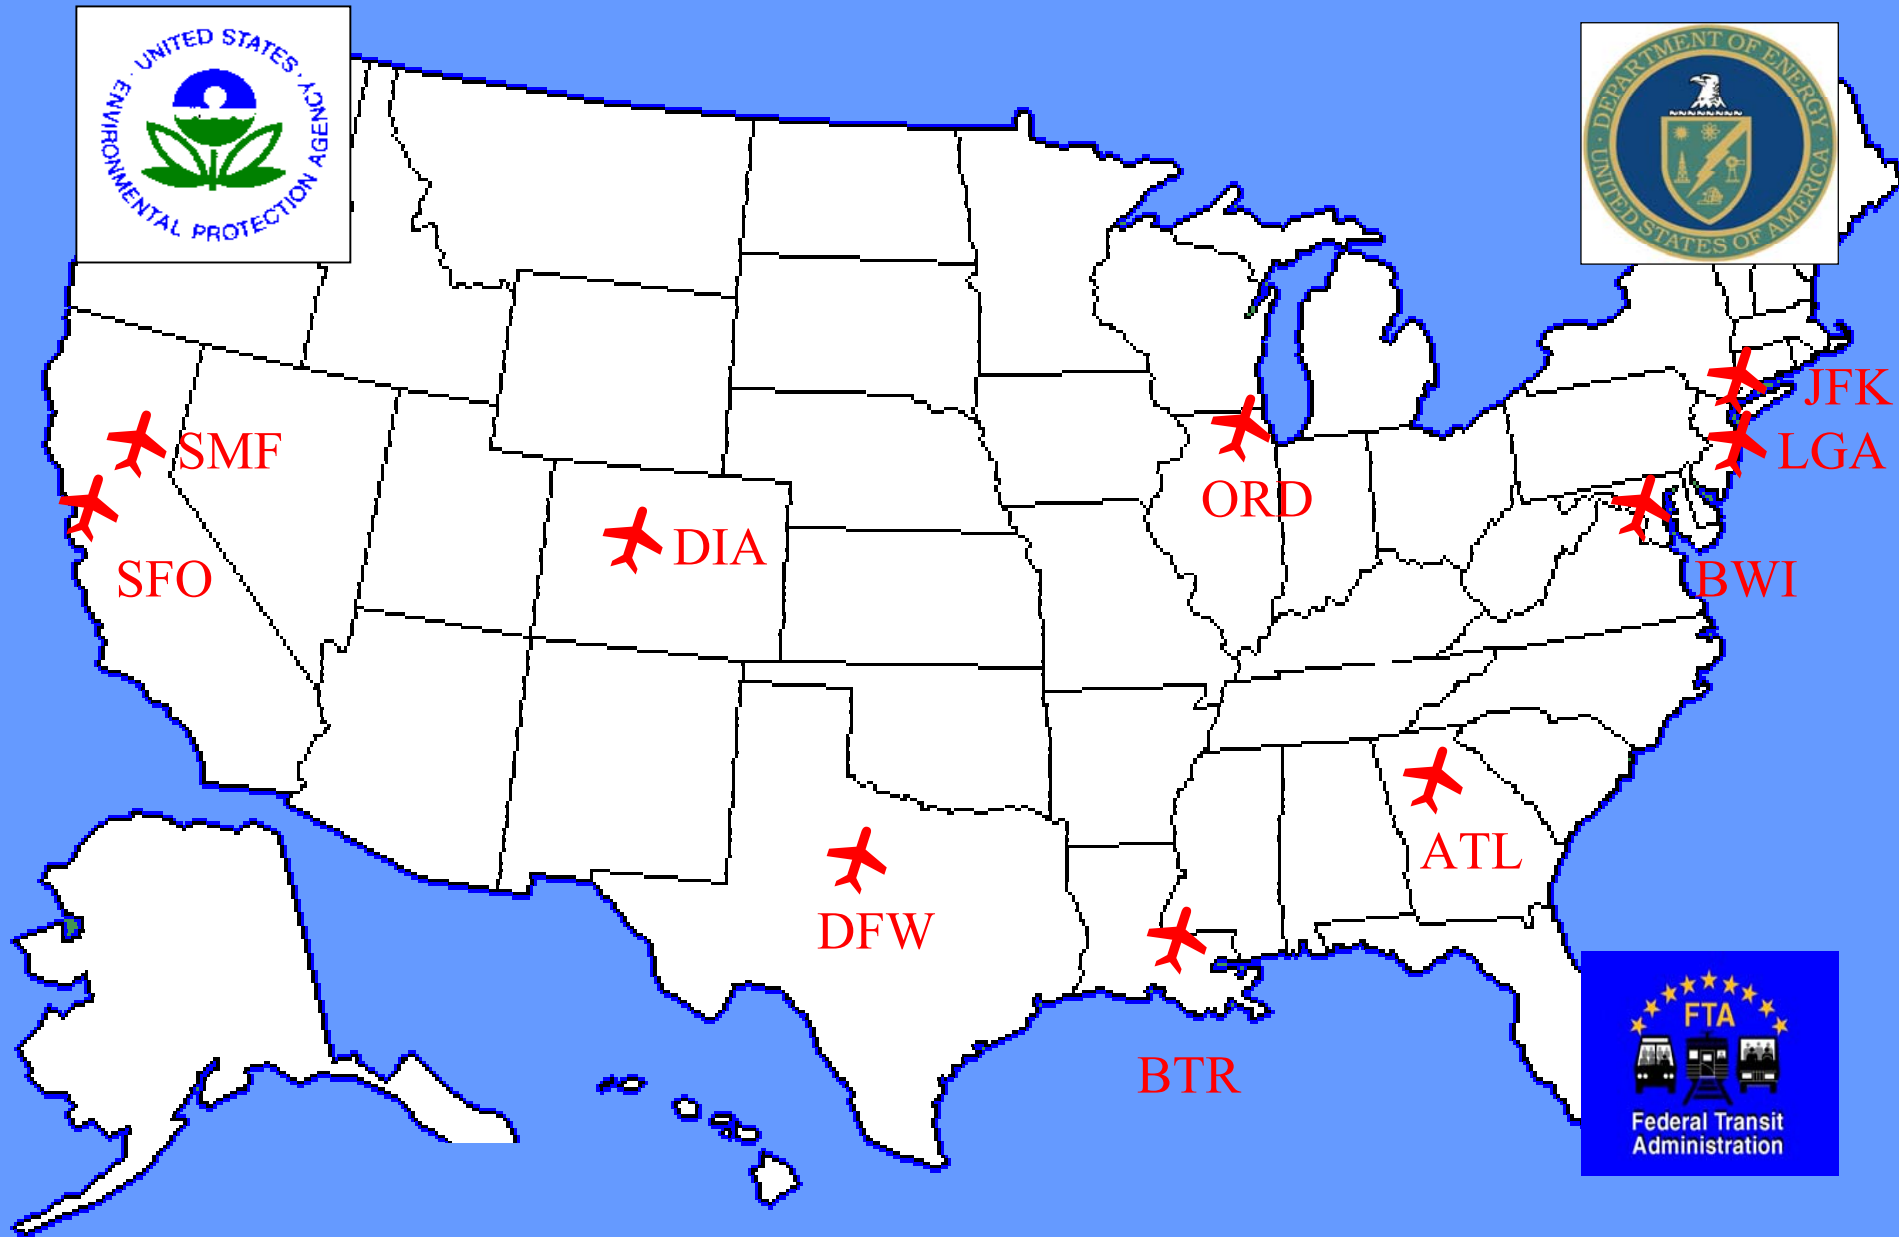 UNITED STATES · ENVIRONMENTAL PROTECTION AGENCY ·
DEPARTMENT OF ENERGY
· UNITED STATES OF AMERICA ·
JFK
SMF
LGA
ORD
DIA
SFO
BWI
ATL
DFW
BTR
FTA
Federal Transit
Administration